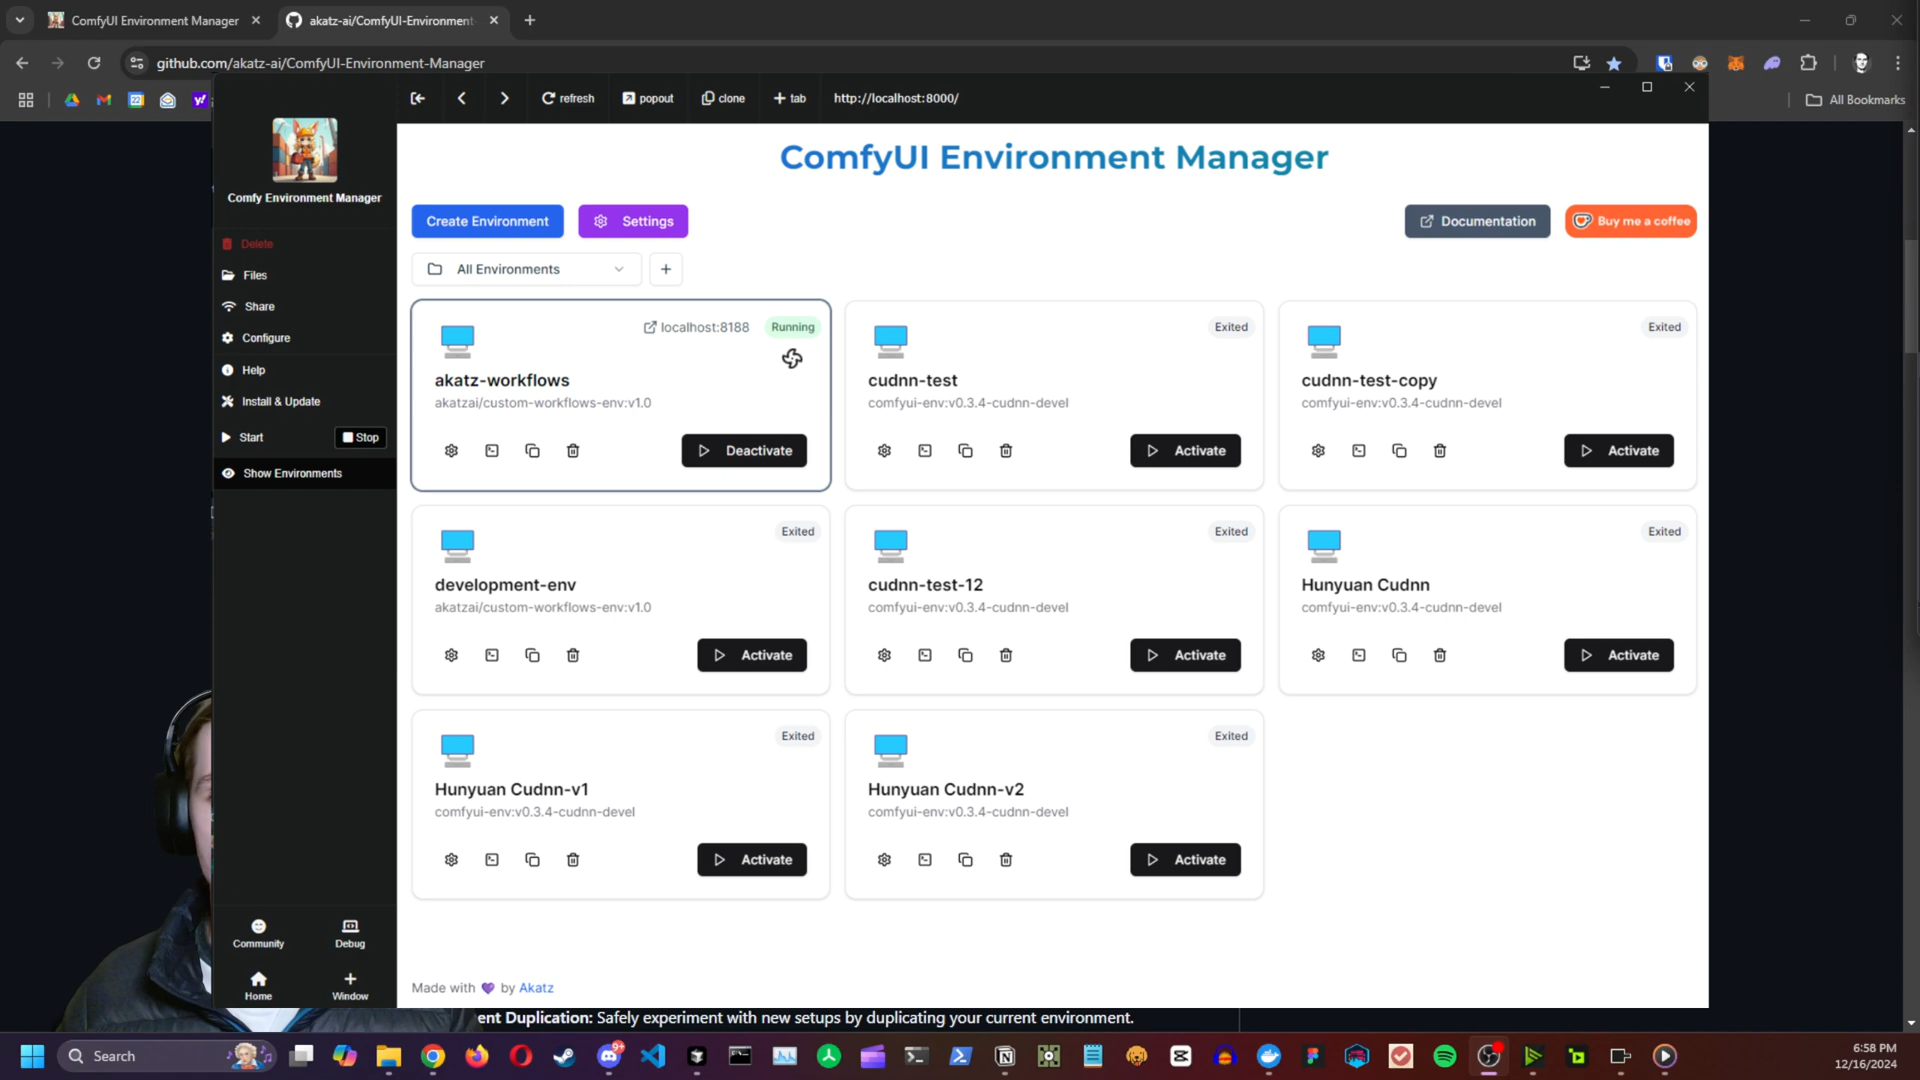 ComfyUI Environment Manager
akatz-ai/ComfyUI-Environment-
github.com/akatz-ai/ComfyUI-Environment-Manager
All Bookmarks
refresh
popout
clone
tab
http://localhost:8000/
Comfy Environment Manager
Delete
Files
Share
Configure
Help
Install & Update
Start
Stop
Show Environments
Community
Debug
Home
Window
ComfyUI Environment Manager
Create Environment
Settings
Documentation
Buy me a coffee
All Environments
localhost:8188
Running
akatz-workflows
akatzai/custom-workflows-env:v1.0
Deactivate
Exited
cudnn-test
comfyui-env:v0.3.4-cudnn-devel
Activate
Exited
cudnn-test-copy
comfyui-env:v0.3.4-cudnn-devel
Activate
Exited
development-env
akatzai/custom-workflows-env:v1.0
Activate
Exited
cudnn-test-12
comfyui-env:v0.3.4-cudnn-devel
Activate
Exited
Hunyuan Cudnn
comfyui-env:v0.3.4-cudnn-devel
Activate
Exited
Hunyuan Cudnn-v1
comfyui-env:v0.3.4-cudnn-devel
Activate
Exited
Hunyuan Cudnn-v2
comfyui-env:v0.3.4-cudnn-devel
Activate
Made with 💜 by Akatz
ent Duplication: Safely experiment with new setups by duplicating your current environment.
Search
6:58 PM
12/16/2024